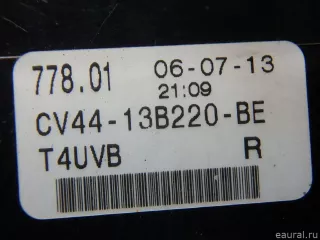 778.01 06-07-13
21:09
CV44-13B220-BE
T4UVB R
eaural.ru